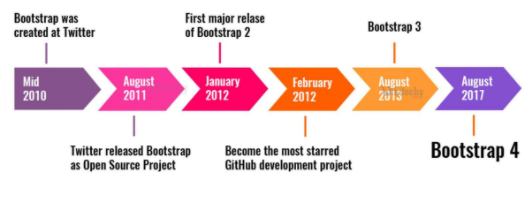 Bootstrap was
created at Twitter
First major relase
of Bootstrap 2
Bootstrap 3
Mid
2010
August
2011
January
2012
February
2012
August
2013
August
2017
Twitter released Bootstrap
as Open Source Project
Become the most starred
GitHub development project
Bootstrap 4